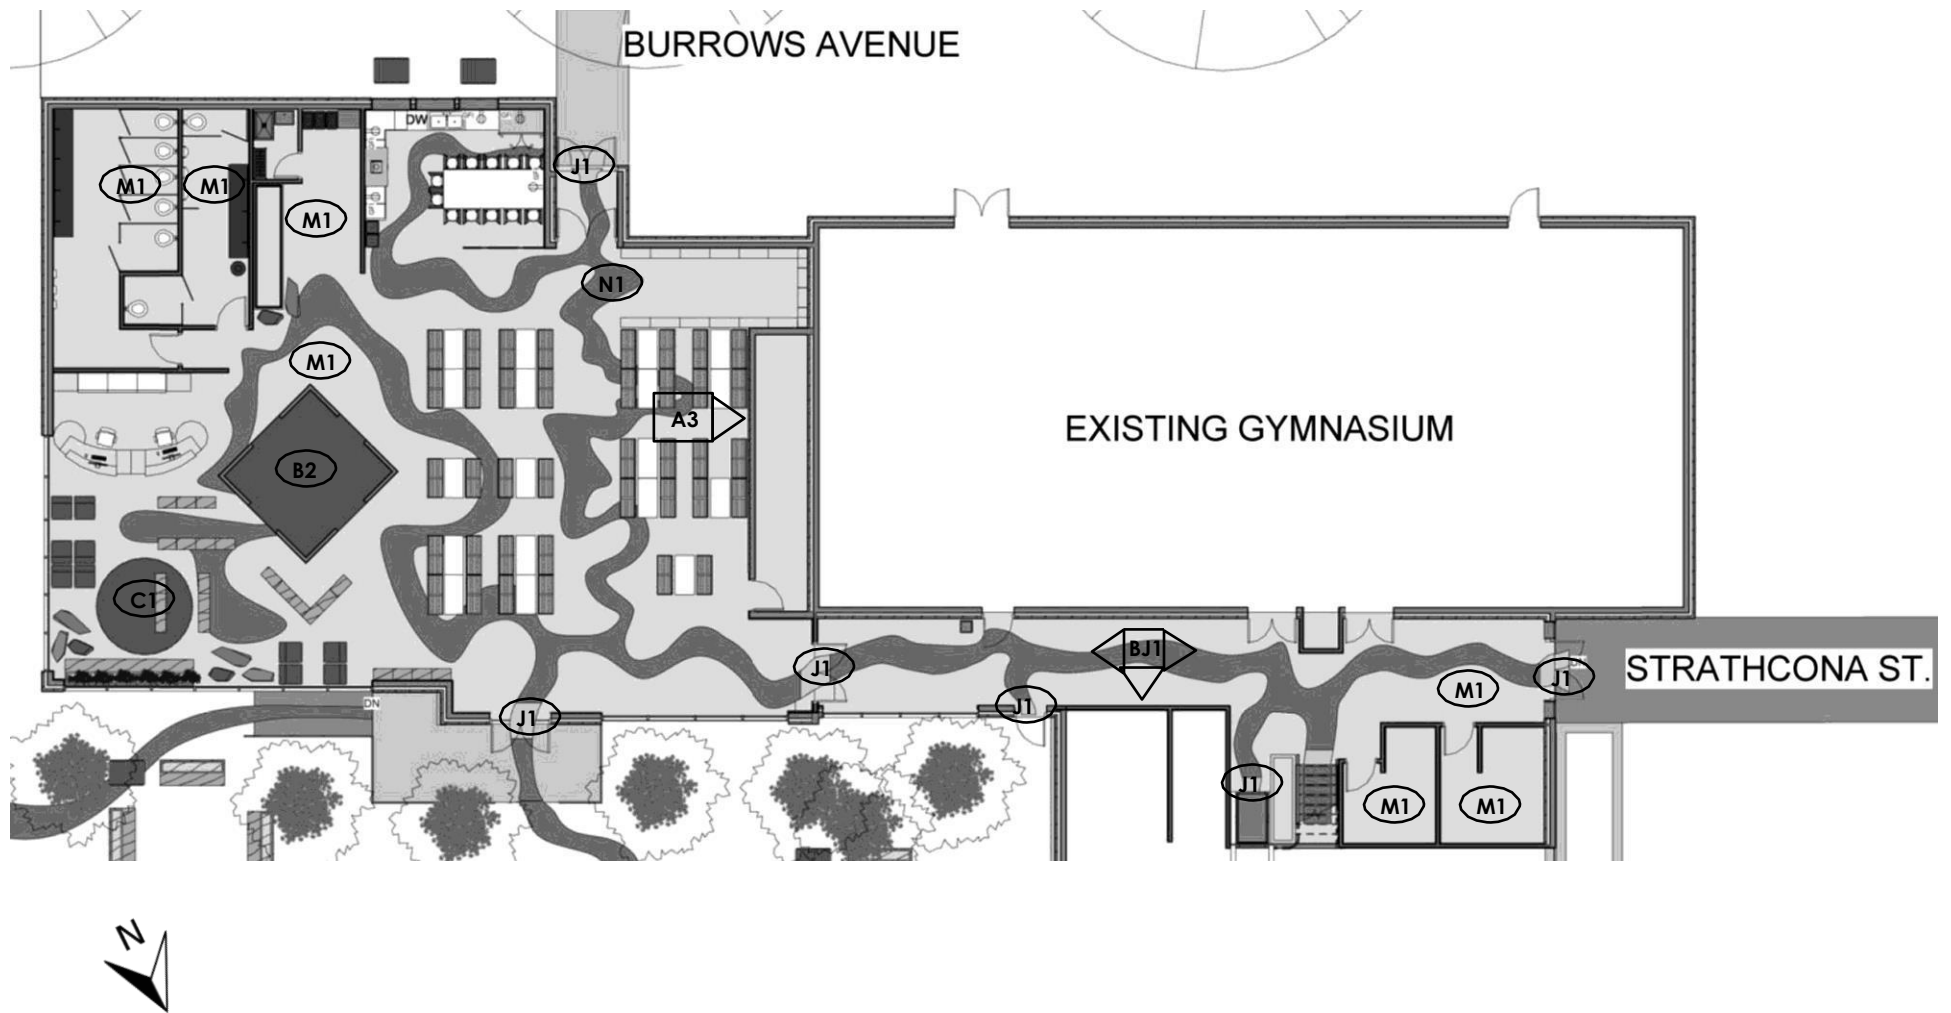 BURROWS AVENUE
DW
J1
M1
M1
M1
N1
M1
A3
EXISTING GYMNASIUM
B2
C1
BJ1
J1
J1
STRATHCONA ST.
M1
DN
J1
J1
J1
M1
M1
N